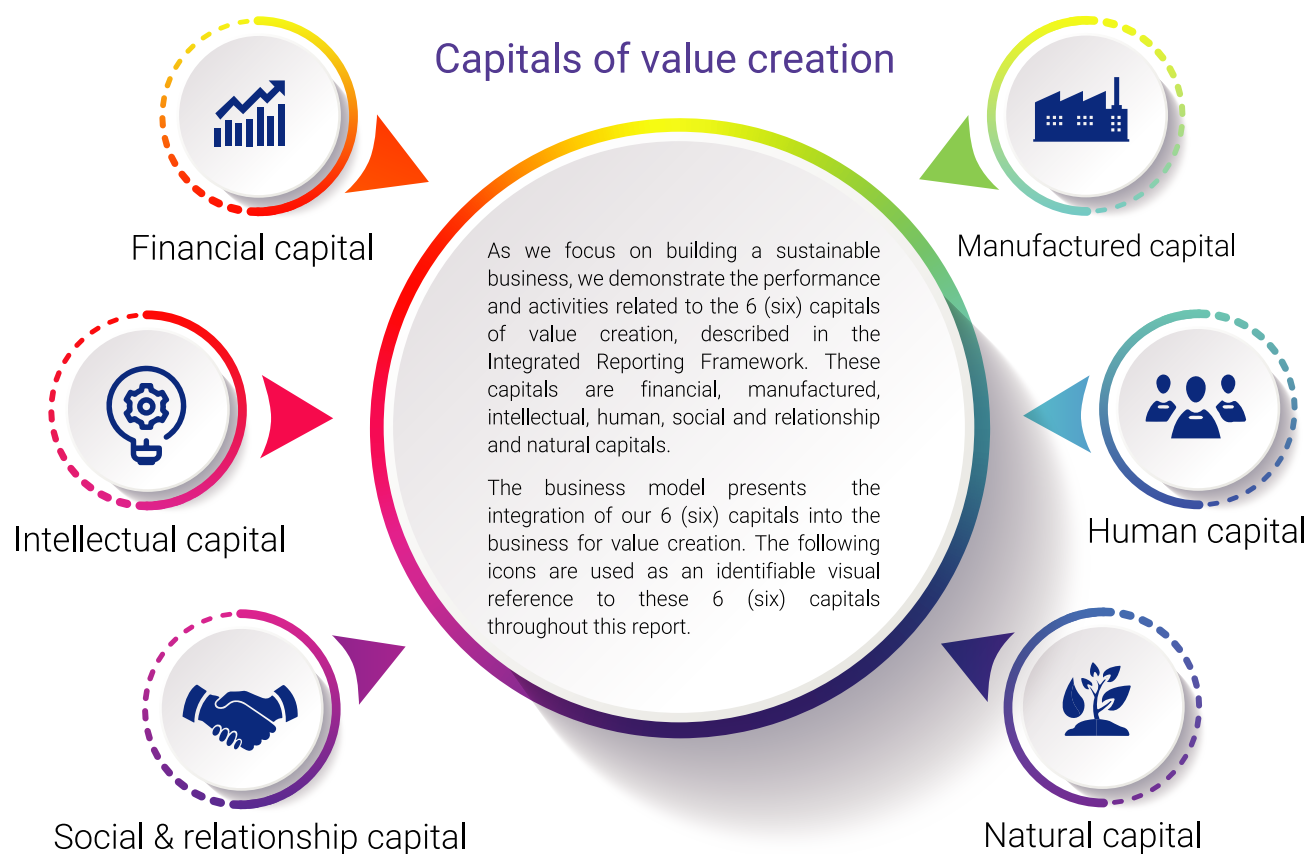 Capitals of value creation
Financial capital
Manufactured capital
As we focus on building a sustainable
business, we demonstrate the performance
and activities related to the 6 (six) capitals
of value creation, described in the
Integrated Reporting Framework. These
capitals are financial, manufactured,
intellectual, human, social and relationship
and natural capitals.
The business model presents the
integration of our 6 (six) capitals into the
business for value creation. The following
icons are used as an identifiable visual
reference to these 6 (six) capitals
throughout this report.
Intellectual capital
Human capital
Social & relationship capital
Natural capital